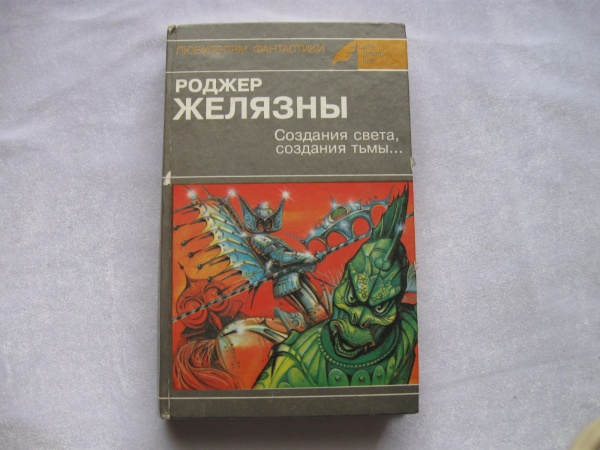 ЛЮБИТЕЛЯМ ФАНТАСТИКИ
РОДЖЕР
ЖЕЛЯЗНЫ
Создания света,
создания тьмы...